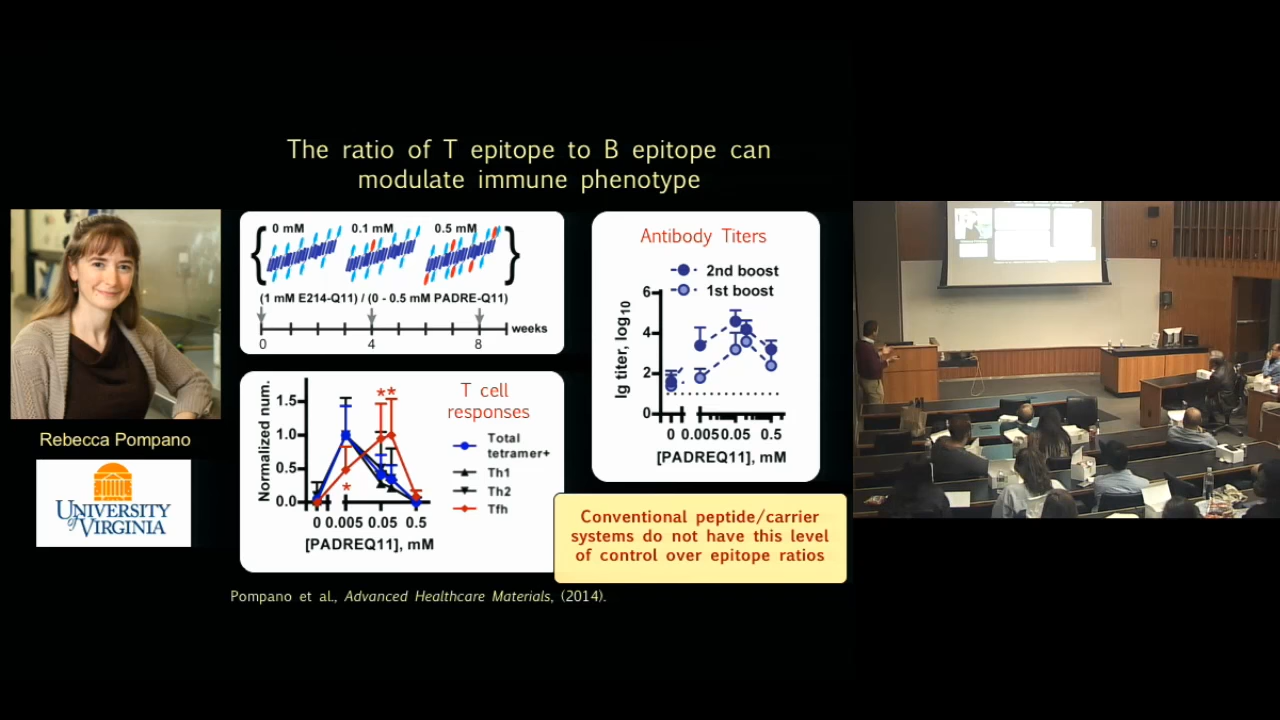 The ratio of T epitope to B epitope can
modulate immune phenotype
Rebecca Pompano
UNIVERSITY
of VIRGINIA
0 mM 0.1 mM 0.5 mM
(1 mM E214-Q11) / (0 - 0.5 mM PADRE-Q11)
weeks
0 4 8
T cell
responses
Normalized num.
1.5
1.0
0.5
0.0
**
*
Total
tetramer+
Th1
Th2
Tfh
0 0.005 0.05 0.5
[PADREQ11], mM
Antibody Titers
2nd boost
1st boost
Ig titer, log10
6
4
2
0
0 0.005 0.05 0.5
[PADREQ11], mM
Conventional peptide/carrier
systems do not have this level
of control over epitope ratios
Pompano et al., Advanced Healthcare Materials, (2014).